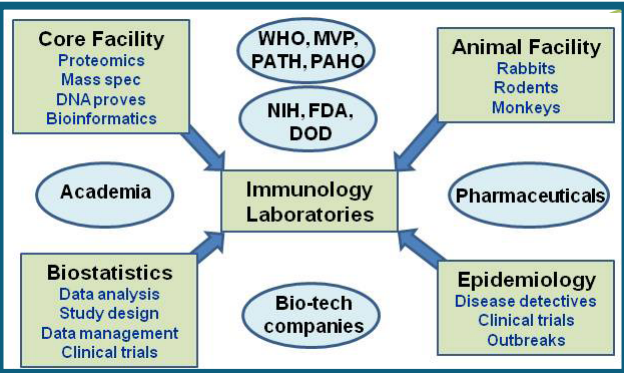 Core Facility
Proteomics
Mass spec
DNA proves
Bioinformatics
WHO, MVP,
PATH, PAHO
NIH, FDA,
DOD
Animal Facility
Rabbits
Rodents
Monkeys
Academia
Immunology
Laboratories
Pharmaceuticals
Biostatistics
Data analysis
Study design
Data management
Clinical trials
Bio-tech
companies
Epidemiology
Disease detectives
Clinical trials
Outbreaks